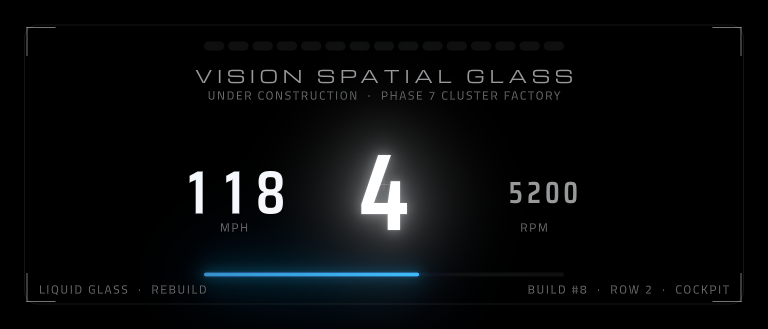 VISION SPATIAL GLASS
UNDER CONSTRUCTION · PHASE 7 CLUSTER FACTORY
118 4 5200
MPH RPM
LIQUID GLASS · REBUILD BUILD #8 · ROW 2 · COCKPIT